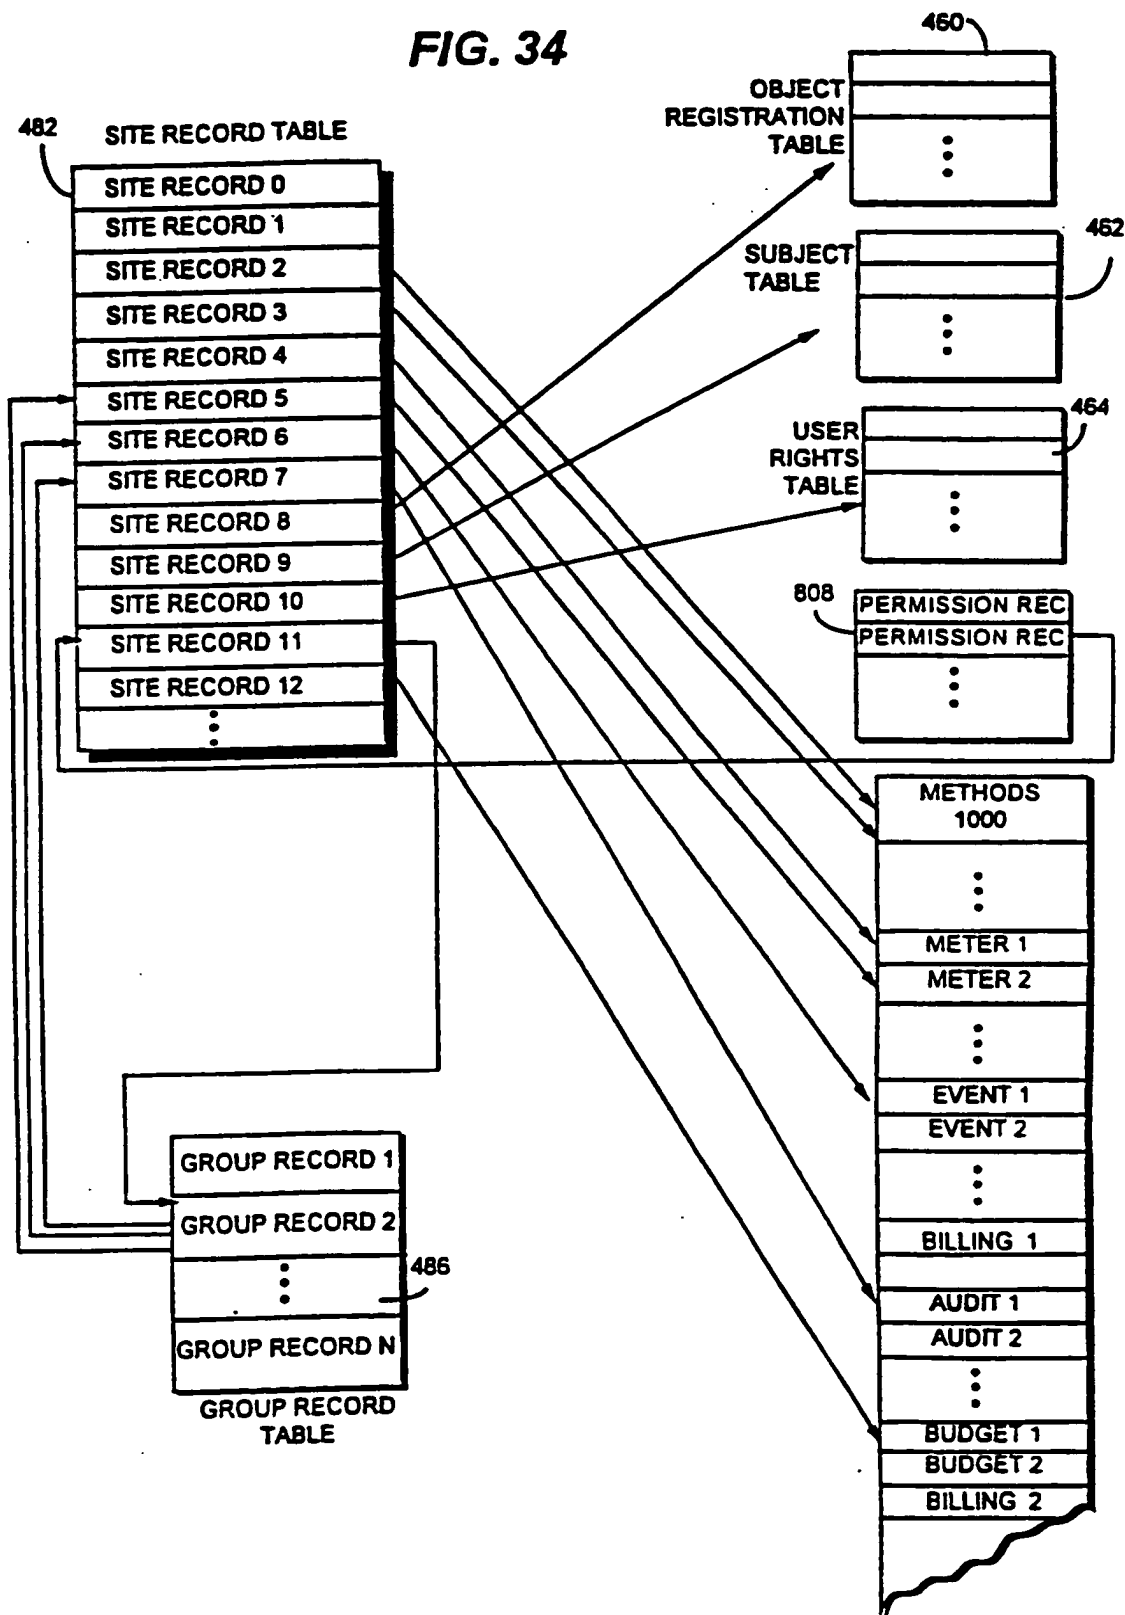 FIG. 34
460
OBJECT
REGISTRATION
TABLE
482
SITE RECORD TABLE
SITE RECORD 0
SITE RECORD 1
SITE RECORD 2
SITE RECORD 3
SITE RECORD 4
SITE RECORD 5
SITE RECORD 6
SITE RECORD 7
SITE RECORD 8
SITE RECORD 9
SITE RECORD 10
SITE RECORD 11
SITE RECORD 12
SUBJECT
TABLE
462
USER
RIGHTS
TABLE
464
808
PERMISSION REC
PERMISSION REC
METHODS
1000
METER 1
METER 2
EVENT 1
EVENT 2
BILLING 1
AUDIT 1
AUDIT 2
BUDGET 1
BUDGET 2
BILLING 2
GROUP RECORD 1
GROUP RECORD 2
486
GROUP RECORD N
GROUP RECORD
TABLE